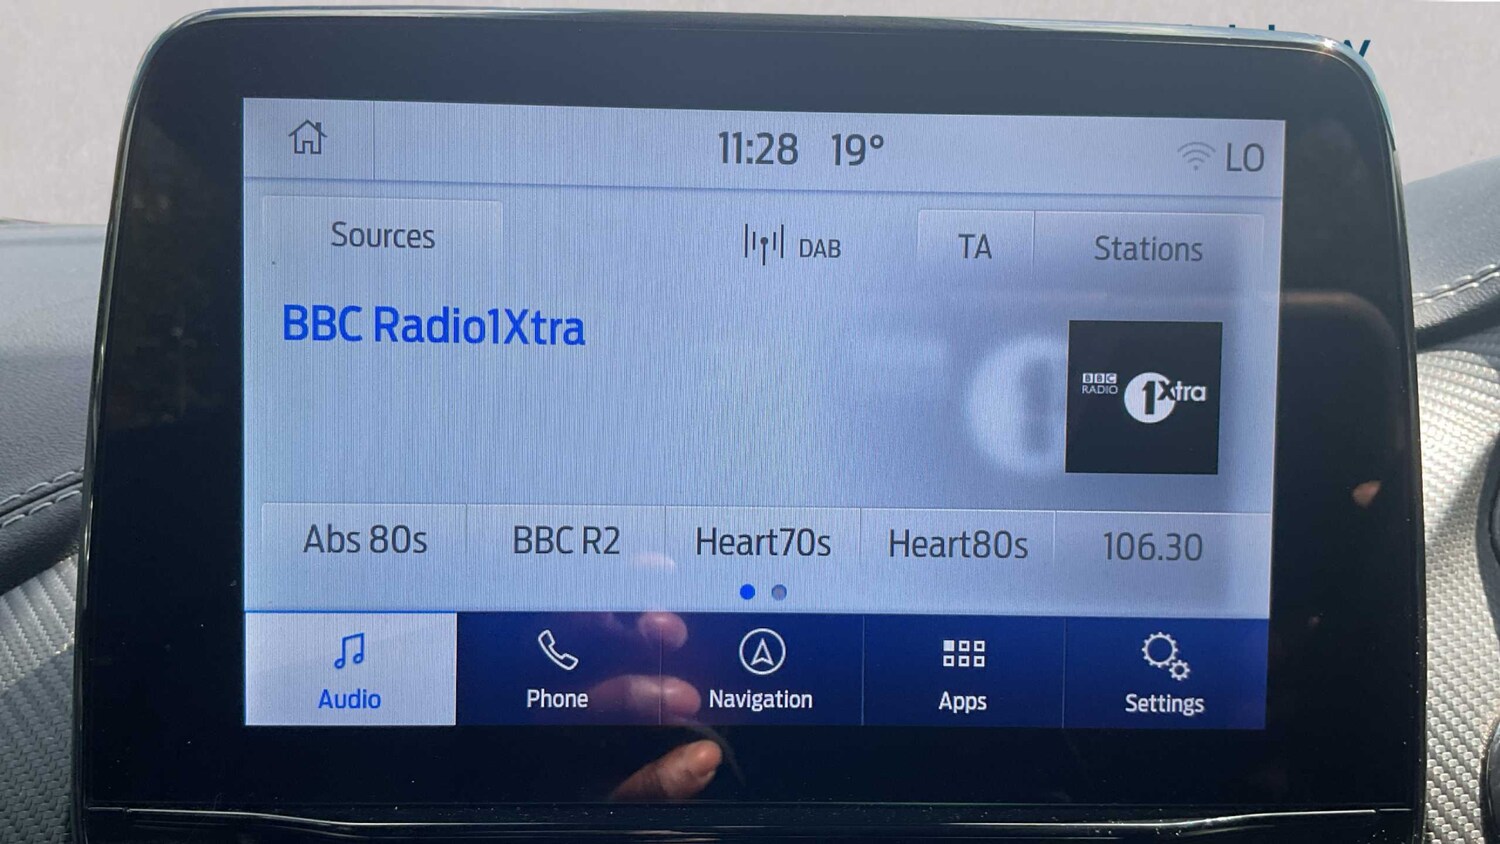 11:28 19° LO
Sources DAB TA Stations
BBC Radio1Xtra
BBC
RADIO 1Xtra
Abs 80s BBC R2 Heart70s Heart80s 106.30
Audio Phone Navigation Apps Settings